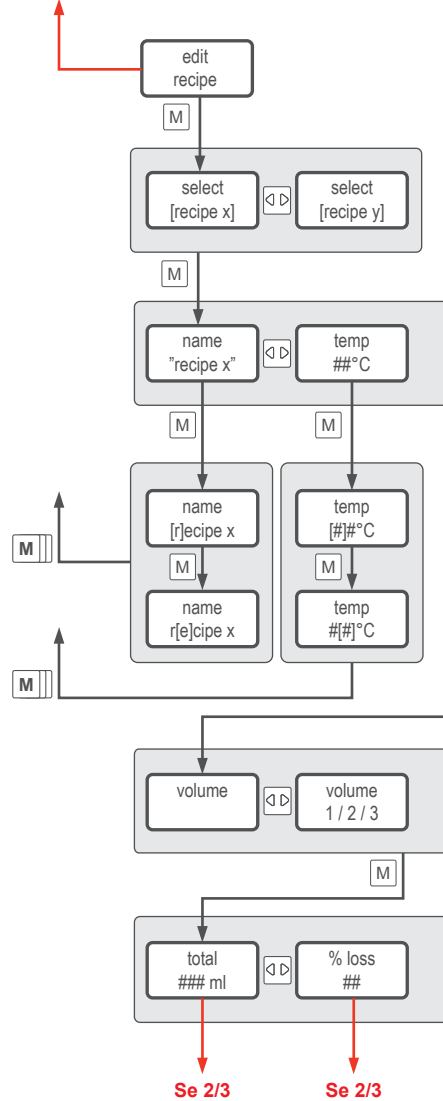 edit
recipe
M
select
[recipe x]
select
[recipe y]
M
name
”recipe x”
temp
##°C
M
M
name
[r]ecipe x
temp
[#]#°C
M
M
M
name
r[e]cipe x
temp
#[#]°C
M
volume
volume
1 / 2 / 3
M
total
### ml
% loss
##
Se 2/3
Se 2/3